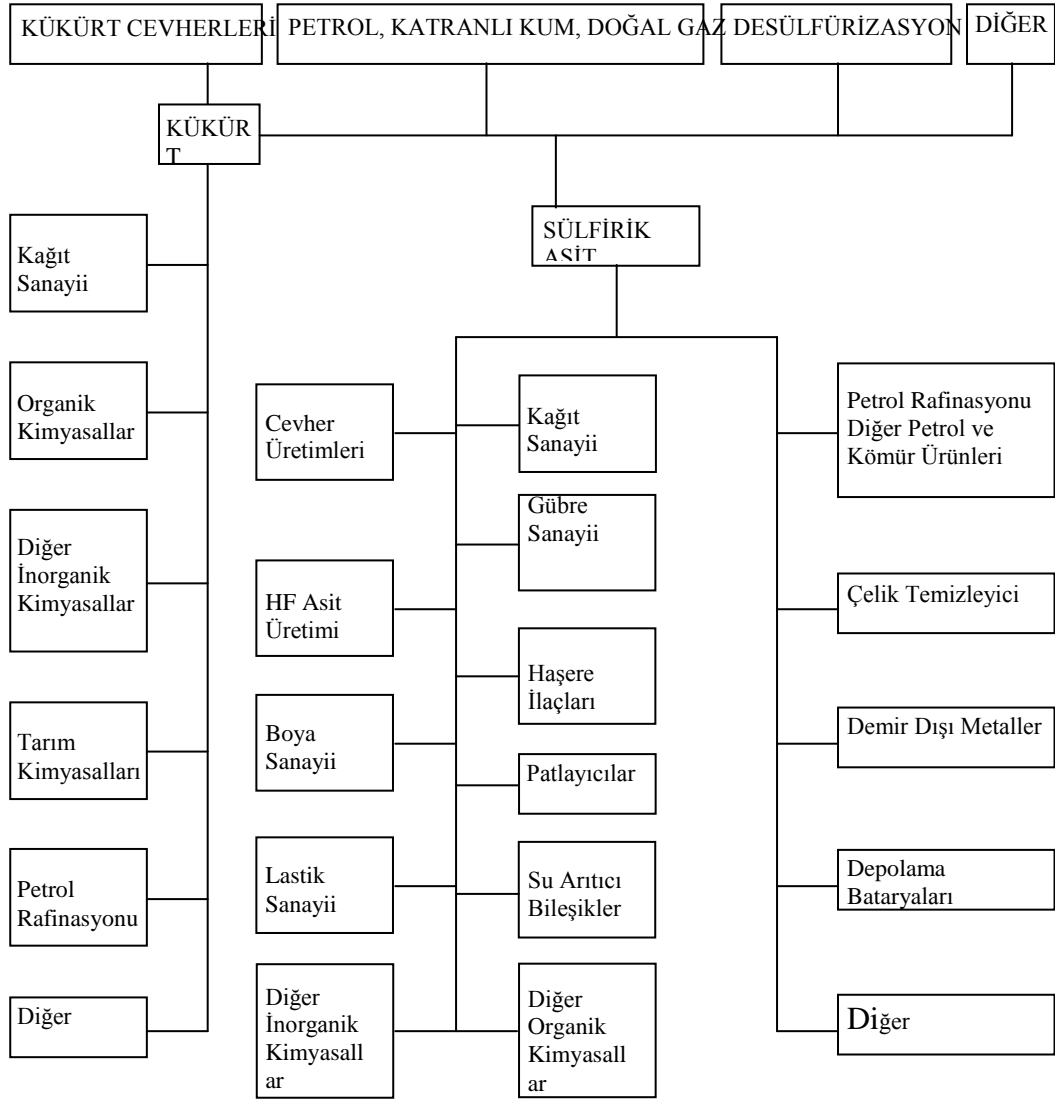 KÜKÜRT CEVHERLERİ
PETROL, KATRANLI KUM, DOĞAL GAZ
DESÜLFÜRİZASYON
DİĞER
KÜKÜR
T
SÜLFİRİK
ASİT
Kağıt
Sanayii
Organik
Kimyasallar
Diğer
İnorganik
Kimyasallar
Tarım
Kimyasalları
Petrol
Rafinasyonu
Diğer
Cevher
Üretimleri
HF Asit
Üretimi
Boya
Sanayii
Lastik
Sanayii
Diğer
İnorganik
Kimyasall
ar
Kağıt
Sanayii
Gübre
Sanayii
Haşere
İlaçları
Patlayıcılar
Su Arıtıcı
Bileşikler
Diğer
Organik
Kimyasall
ar
Petrol Rafinasyonu
Diğer Petrol ve
Kömür Ürünleri
Çelik Temizleyici
Demir Dışı Metaller
Depolama
Bataryaları
Diğer